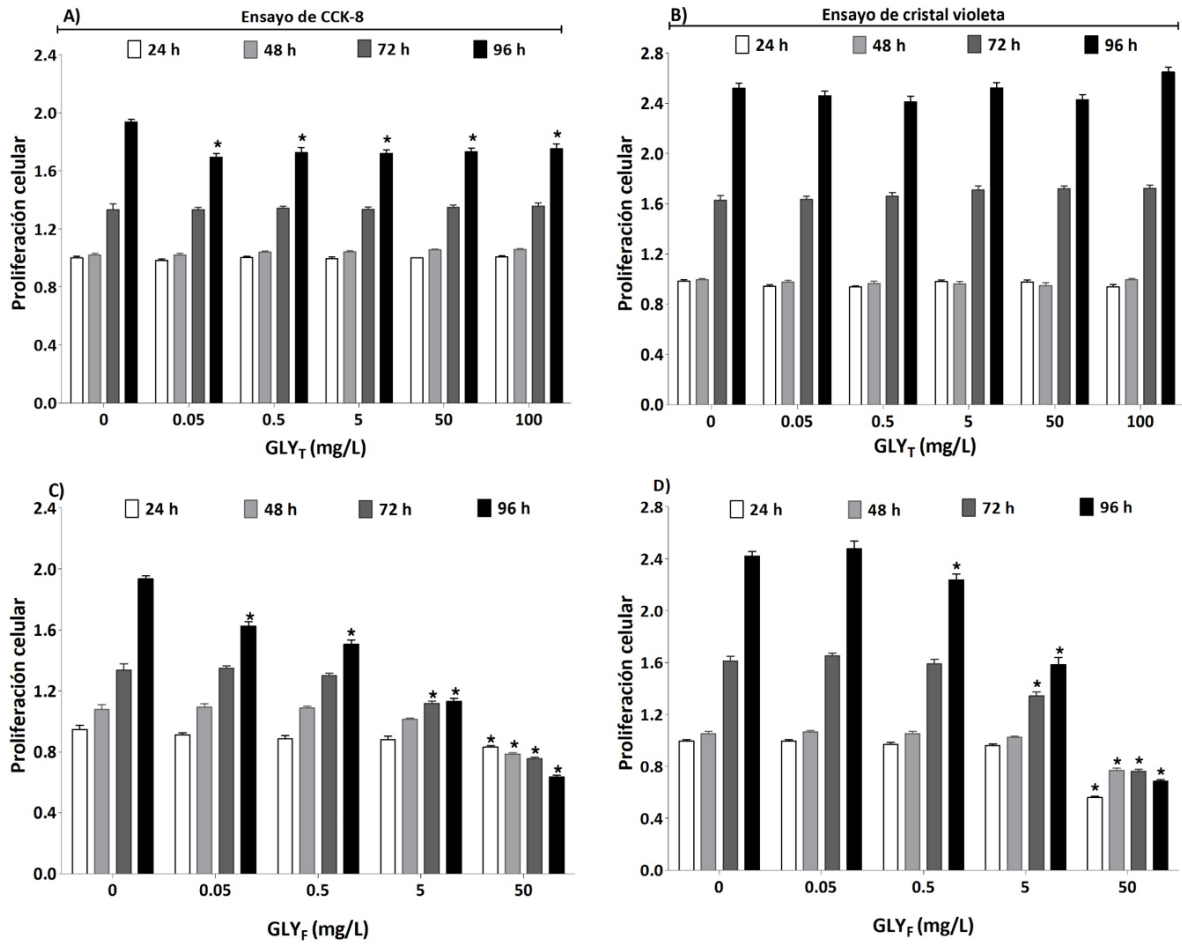 A)
Ensayo de CCK-8
24 h 48 h 72 h 96 h
Proliferación celular
2.4
2.0
1.6
1.2
0.8
0.4
0.0
* * * * *
0 0.05 0.5 5 50 100
GLY_T (mg/L)
B)
Ensayo de cristal violeta
24 h 48 h 72 h 96 h
Proliferación celular
2.8
2.4
2.0
1.6
1.2
0.8
0.4
0.0
0 0.05 0.5 5 50 100
GLY_T (mg/L)
C)
24 h 48 h 72 h 96 h
Proliferación celular
2.4
2.0
1.6
1.2
0.8
0.4
0.0
* * * * * * * *
0 0.05 0.5 5 50
GLY_F (mg/L)
D)
24 h 48 h 72 h 96 h
Proliferación celular
2.8
2.4
2.0
1.6
1.2
0.8
0.4
0.0
* * * * * * *
0 0.05 0.5 5 50
GLY_F (mg/L)